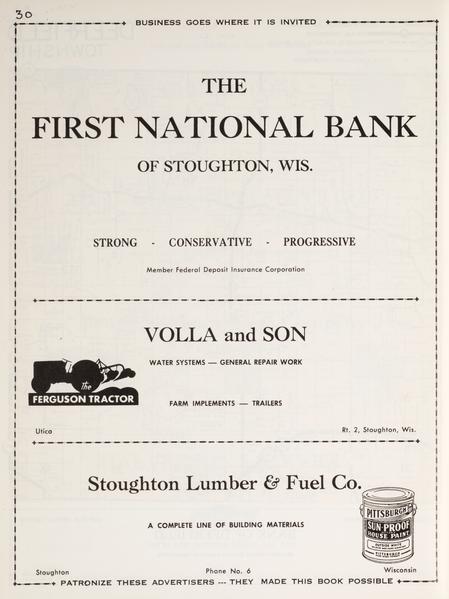 30
BUSINESS GOES WHERE IT IS INVITED
THE
FIRST NATIONAL BANK
OF STOUGHTON, WIS.
STRONG - CONSERVATIVE - PROGRESSIVE
Member Federal Deposit Insurance Corporation
VOLLA and SON
WATER SYSTEMS — GENERAL REPAIR WORK
the
FERGUSON TRACTOR
FARM IMPLEMENTS — TRAILERS
Utica Rt. 2, Stoughton, Wis.
Stoughton Lumber & Fuel Co.
A COMPLETE LINE OF BUILDING MATERIALS
PITTSBURGH
SUN-PROOF
HOUSE PAINT
OUTSIDE WHITE
Stoughton Phone No. 6 Wisconsin
PATRONIZE THESE ADVERTISERS --- THEY MADE THIS BOOK POSSIBLE